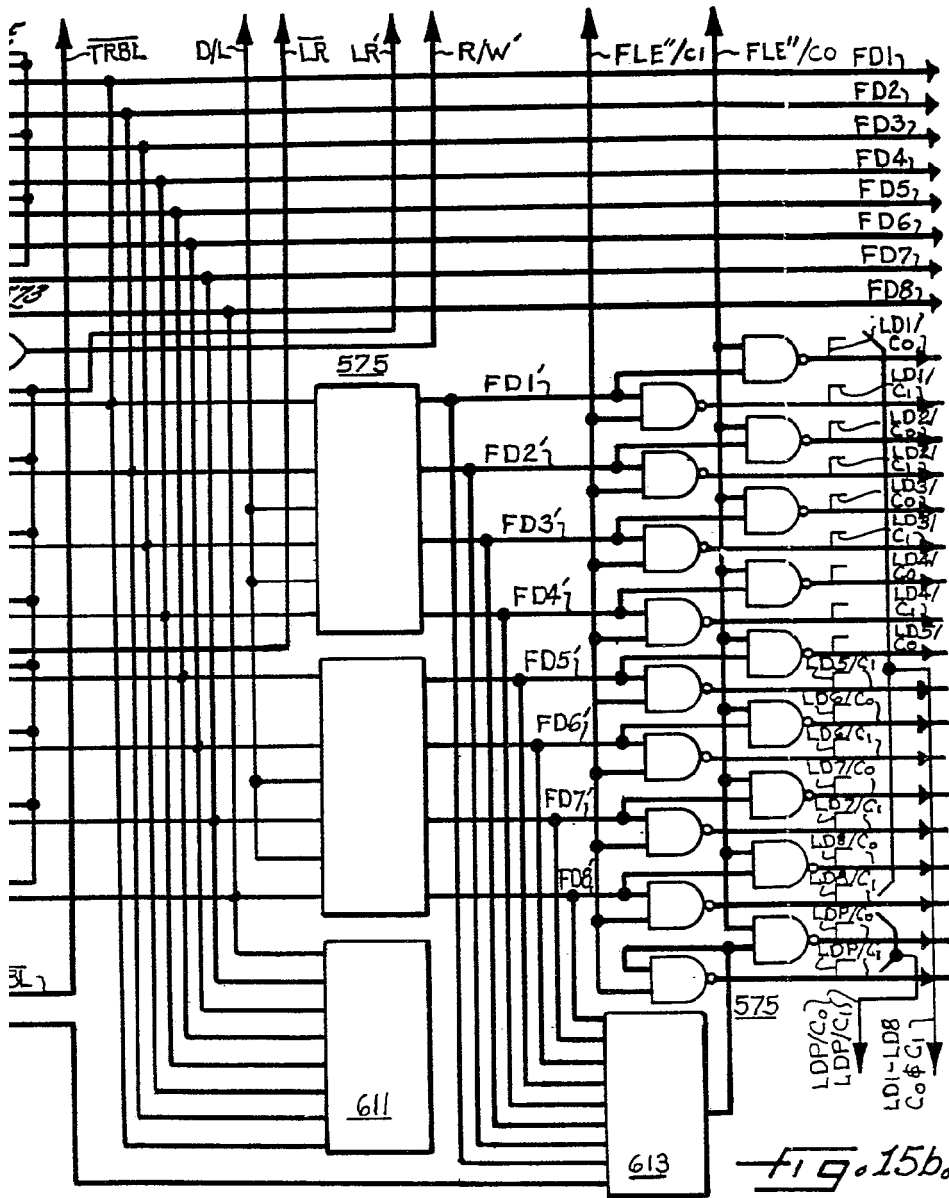 TRBL
D/L
LR
LR'
R/W'
FLE"/C1
FLE"/C0
FD1
FD2
FD3
FD4
FD5
FD6
FD7
FD8
573
575
LD1/
C0
FD1'
LD1/
C1
FD2'
LD2/
C0
LD2/
C1
FD3'
LD3/
C0
LD3/
C1
FD4'
LD4/
C0
LD4/
C1
LD5/
C0
FD5'
LD5/C1
LD6/C0
FD6'
LD6/C1
LD7/C0
FD7'
LD7/C1
LD8/C0
FD8'
LD8/C1
LDP/C0
LDP/C1
BL
575
LDP/C0
LDP/C1
LD1-LD8
C0 & C1
611
613
Fig. 15b.